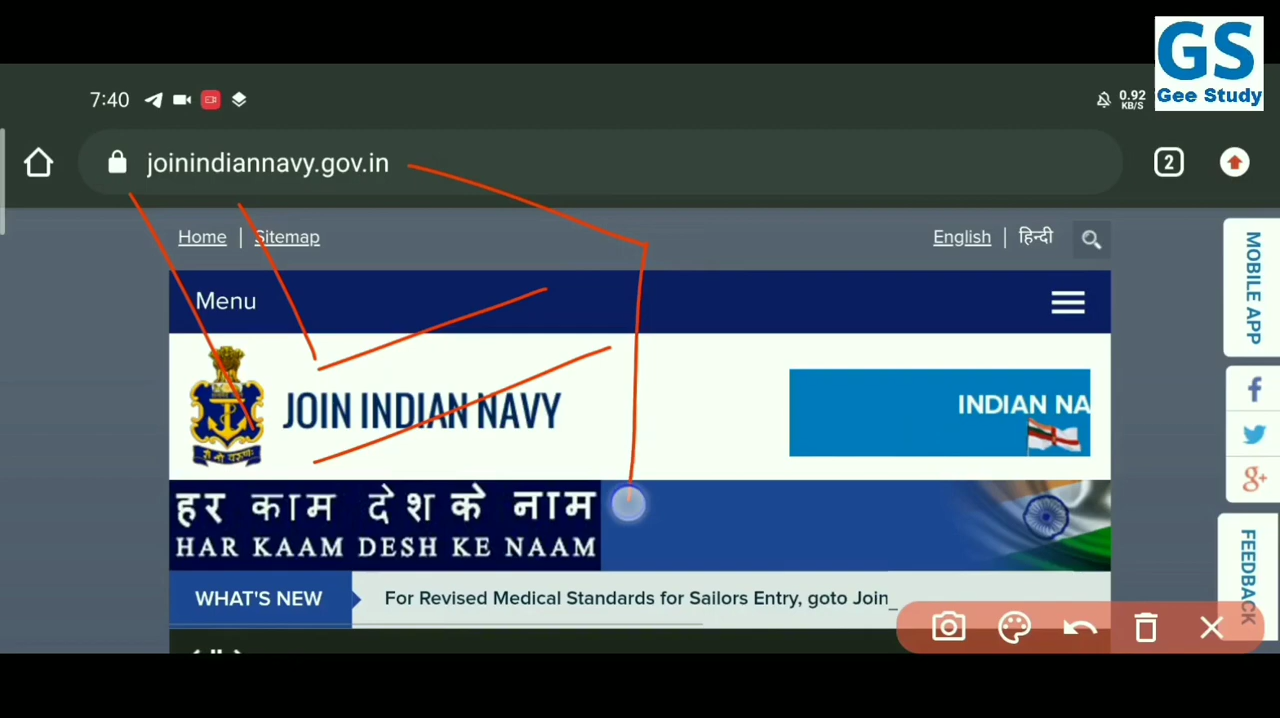 GS
Gee Study
7:40
0.92
KB/S
joinindiannavy.gov.in
2
Home | Sitemap
English | हिन्दी
MOBILE APP
Menu
JOIN INDIAN NAVY
INDIAN NA
हर काम देश के नाम
HAR KAAM DESH KE NAAM
WHAT'S NEW
For Revised Medical Standards for Sailors Entry, goto Join_
FEEDBACK